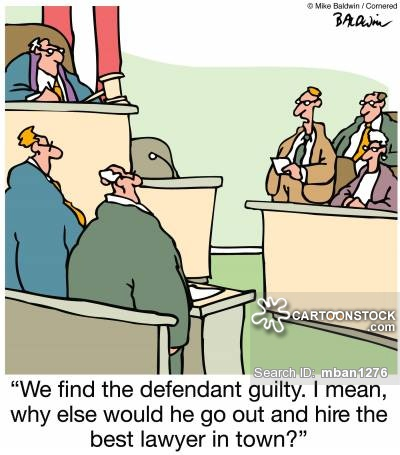 © Mike Baldwin / Cornered
BALDWIN
CARTOONSTOCK
.com
Search ID: mban1276
“We find the defendant guilty. I mean,
why else would he go out and hire the
best lawyer in town?”